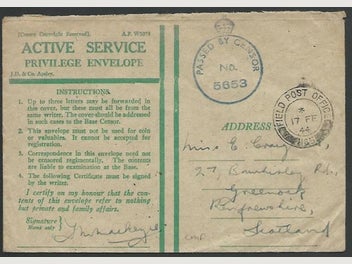 [Crown Copyright Reserved]. A.F. W3078
ACTIVE SERVICE
PRIVILEGE ENVELOPE
J.D. & Co.
INSTRUCTIONS
1. Up to three letters may be forwarded in
this cover, but these must all be from the
same writer. The cover should be addressed
in such cases to the Base Censor.
2. This envelope must not be used for coin
or valuables. It cannot be accepted for
registration.
3. Correspondence in this envelope need not
be censored regimentally. The contents
are liable to examination at the Base.
4. The following Certificate must be
signed by the writer.
I certify on my honour that the con-
tents of this envelope refer to nothing
but private and family affairs.
Signature
Name only
PASSED BY CENSOR
No.
5653
FIELD POST OFFICE
17 FE
44
ADDRESS
Miss E Craig
27,
Greenock
Renfrewshire,
Scotland